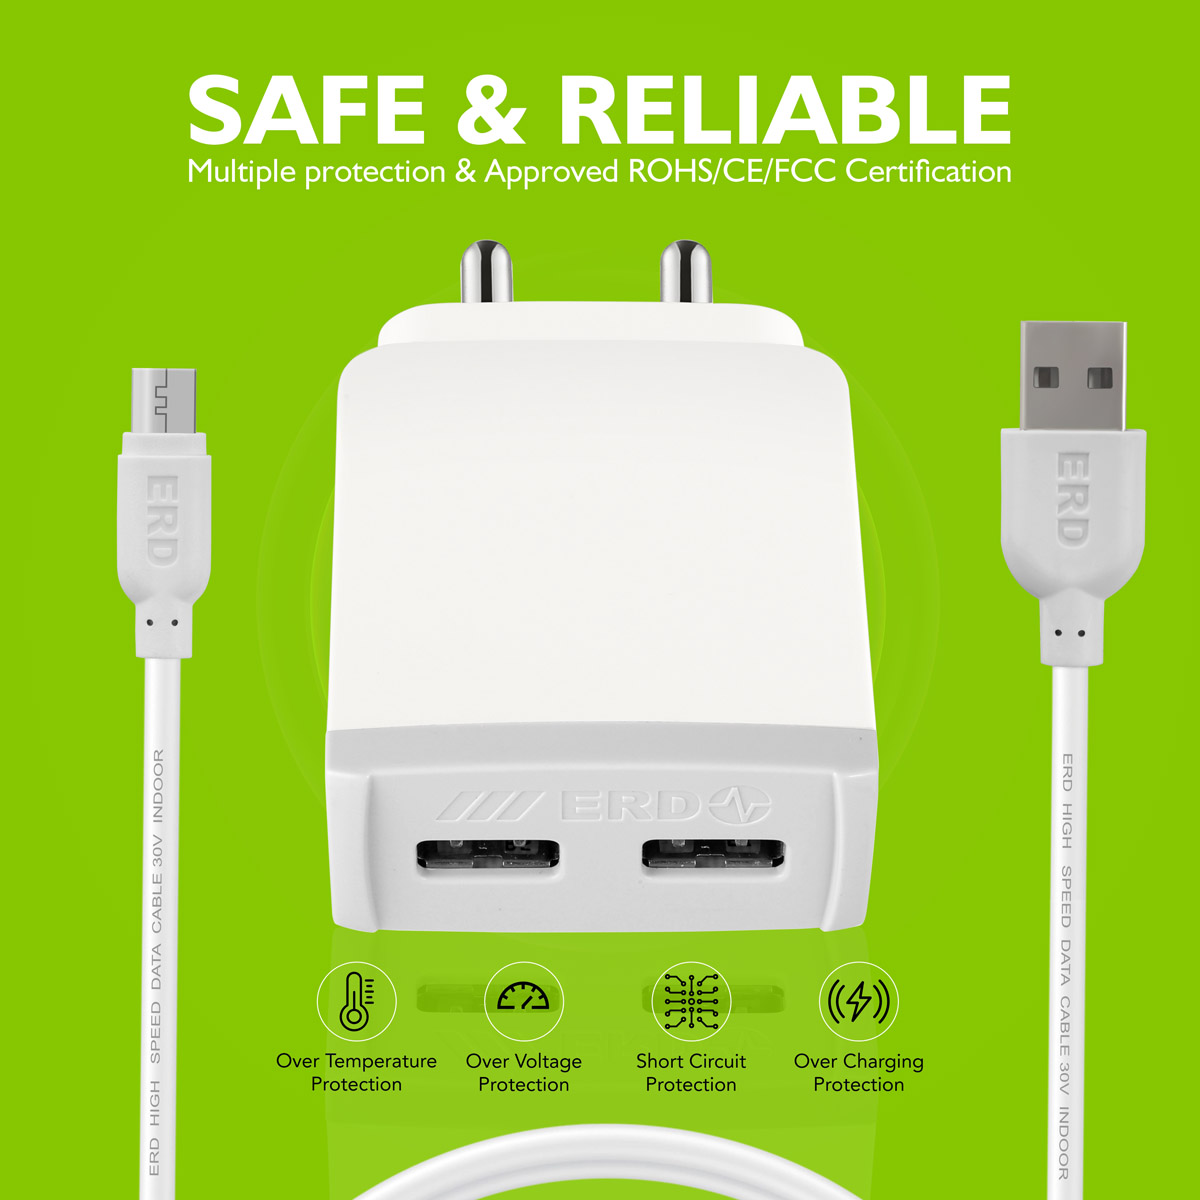 SAFE & RELIABLE
Multiple protection & Approved ROHS/CE/FCC Certification
ERD
ERD
ERD
ERD HIGH SPEED DATA CABLE 30V INDOOR
ERD HIGH SPEED DATA CABLE 30V INDOOR
Over Temperature
Protection
Over Voltage
Protection
Short Circuit
Protection
Over Charging
Protection